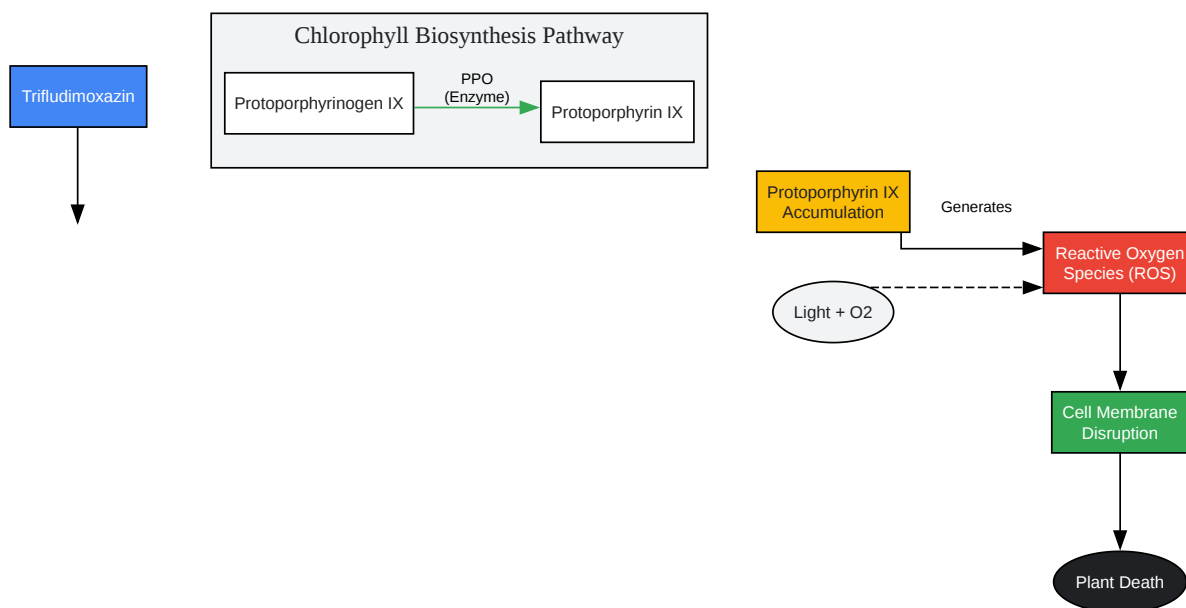 Chlorophyll Biosynthesis Pathway
Trifludimoxazin
Protoporphyrinogen IX
PPO
(Enzyme)
Protoporphyrin IX
Protoporphyrin IX
Accumulation
Generates
Reactive Oxygen
Species (ROS)
Light + O2
Cell Membrane
Disruption
Plant Death